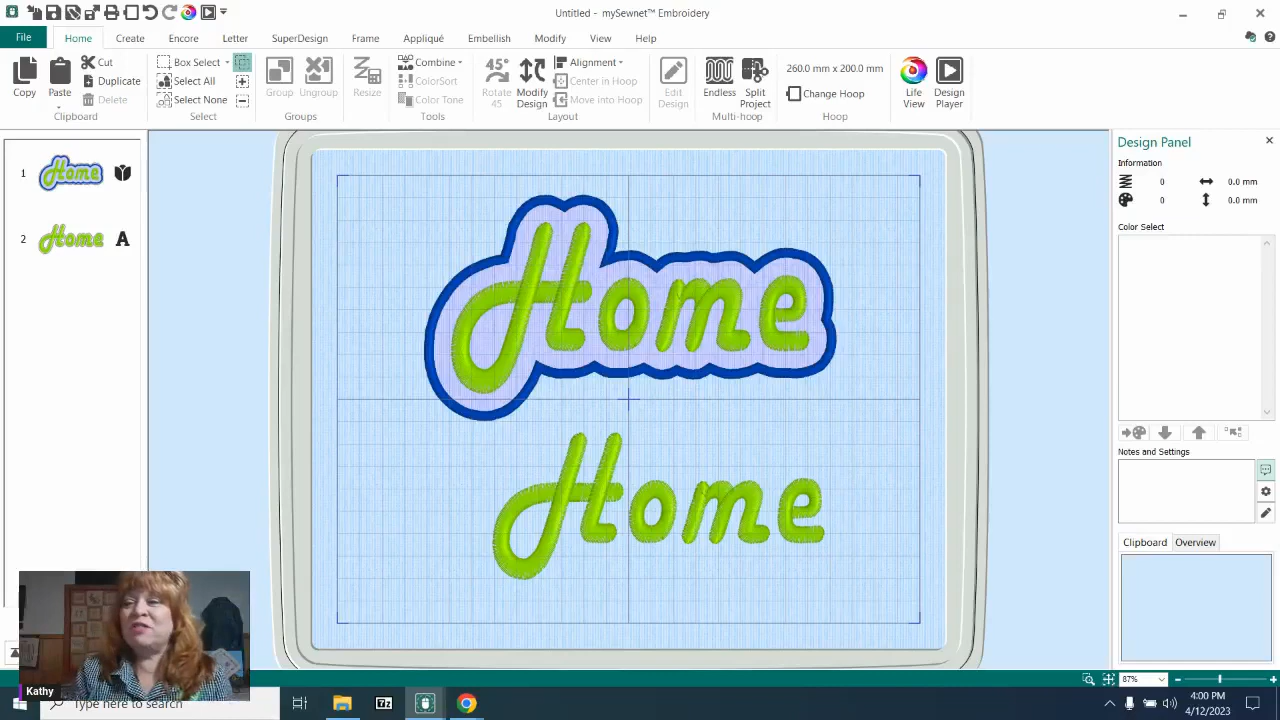 Untitled - mySewnet™ Embroidery
File Home Create Encore Letter SuperDesign Frame Appliqué Embellish Modify View Help
Copy
Paste
Cut
Duplicate
Delete
Clipboard
Box Select
Select All
Select None
Select
Group
Ungroup
Groups
Resize
Combine
ColorSort
Color Tone
Tools
Rotate
45
Modify
Design
Alignment
Center in Hoop
Move into Hoop
Layout
Edit
Design
Endless
Split
Project
Multi-hoop
260.0 mm x 200.0 mm
Change Hoop
Hoop
Life
View
Design
Player
1 Home
2 Home A
Home
Home
Design Panel
Information
0 0.0 mm
0 0.0 mm
Color Select
Notes and Settings
Clipboard Overview
Kathy
87%
Type here to search
4:00 PM
4/12/2023